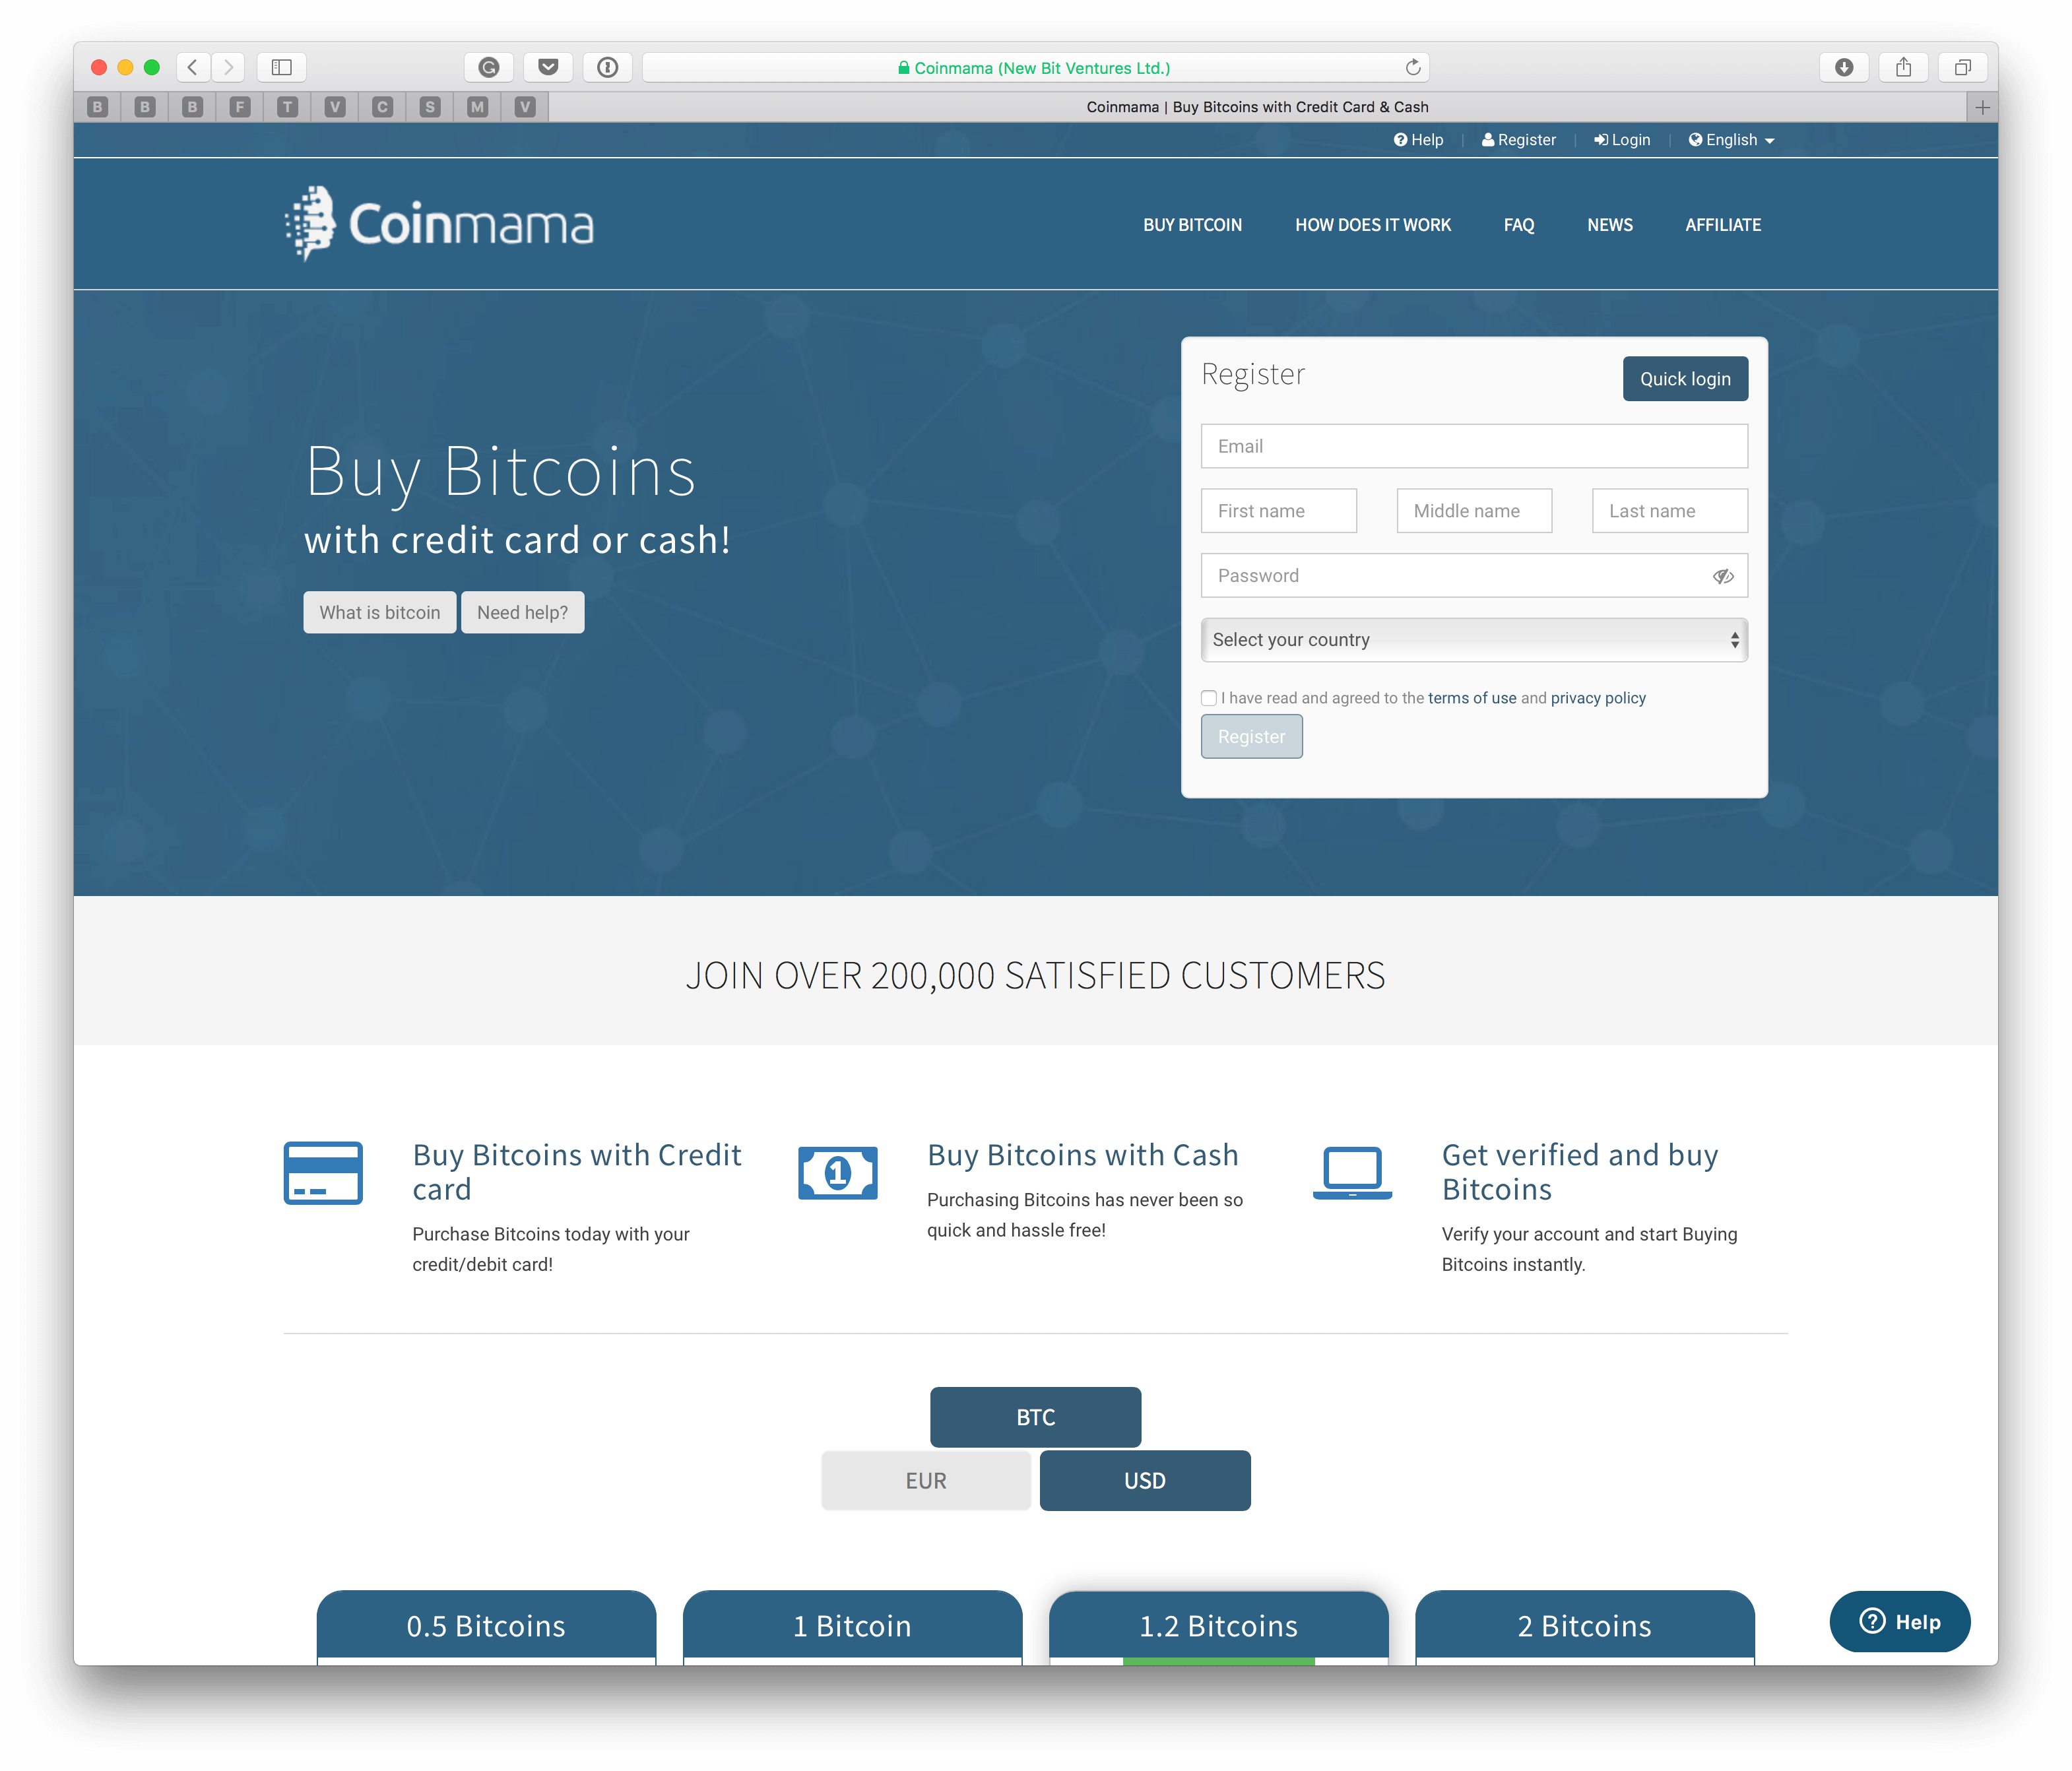 Coinmama (New Bit Ventures Ltd.)
B B B F T V C S M V Coinmama | Buy Bitcoins with Credit Card & Cash
Help Register Login English
Coinmama
BUY BITCOIN HOW DOES IT WORK FAQ NEWS AFFILIATE
Register Quick login
Email
First name Middle name Last name
Password
Select your country
I have read and agreed to the terms of use and privacy policy
Register
Buy Bitcoins
with credit card or cash!
What is bitcoin Need help?
JOIN OVER 200,000 SATISFIED CUSTOMERS
Buy Bitcoins with Credit
card
Purchase Bitcoins today with your
credit/debit card!
Buy Bitcoins with Cash
Purchasing Bitcoins has never been so
quick and hassle free!
Get verified and buy
Bitcoins
Verify your account and start Buying
Bitcoins instantly.
BTC
EUR USD
0.5 Bitcoins 1 Bitcoin 1.2 Bitcoins 2 Bitcoins
Help